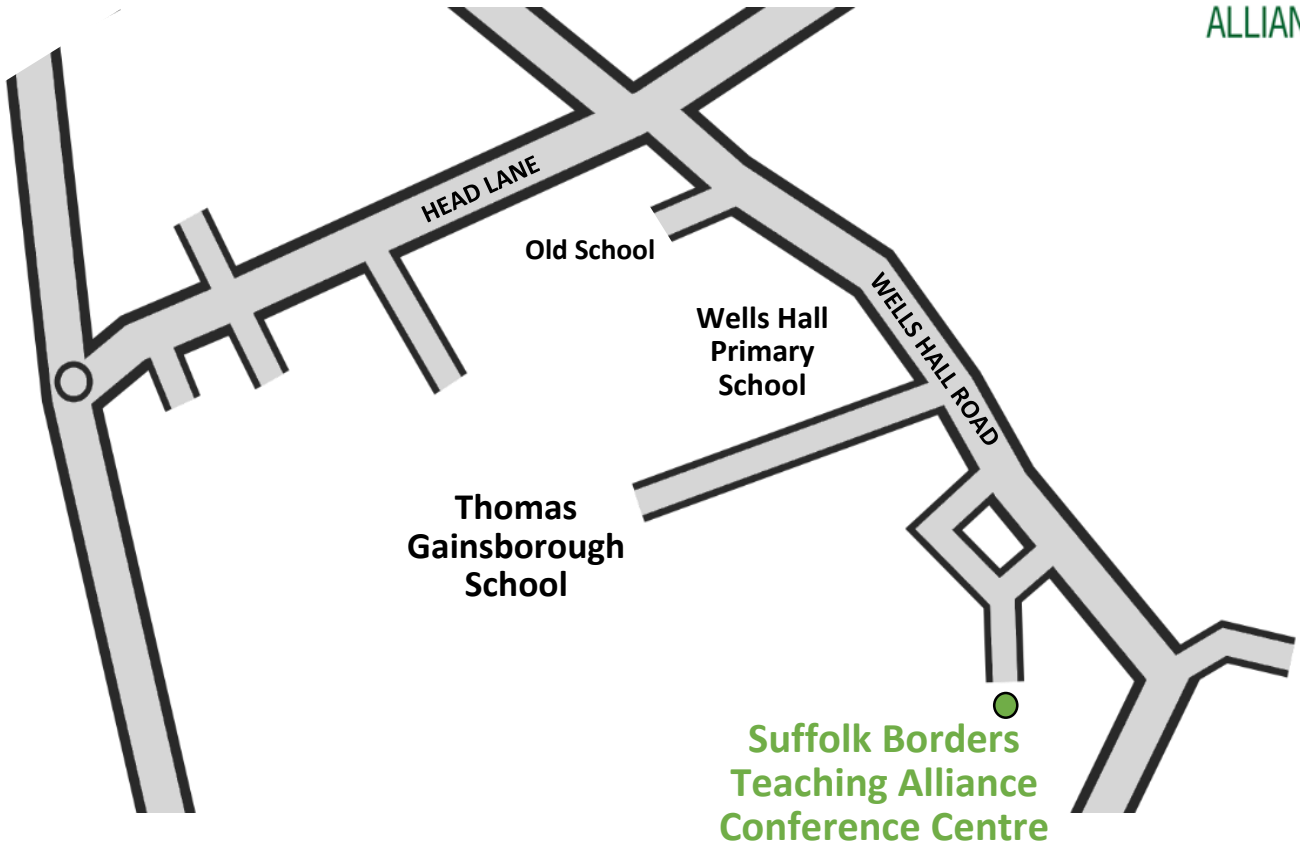 ALLIAN
HEAD LANE
Old School
WELLS HALL ROAD
Wells Hall
Primary
School
Thomas
Gainsborough
School
Suffolk Borders
Teaching Alliance
Conference Centre